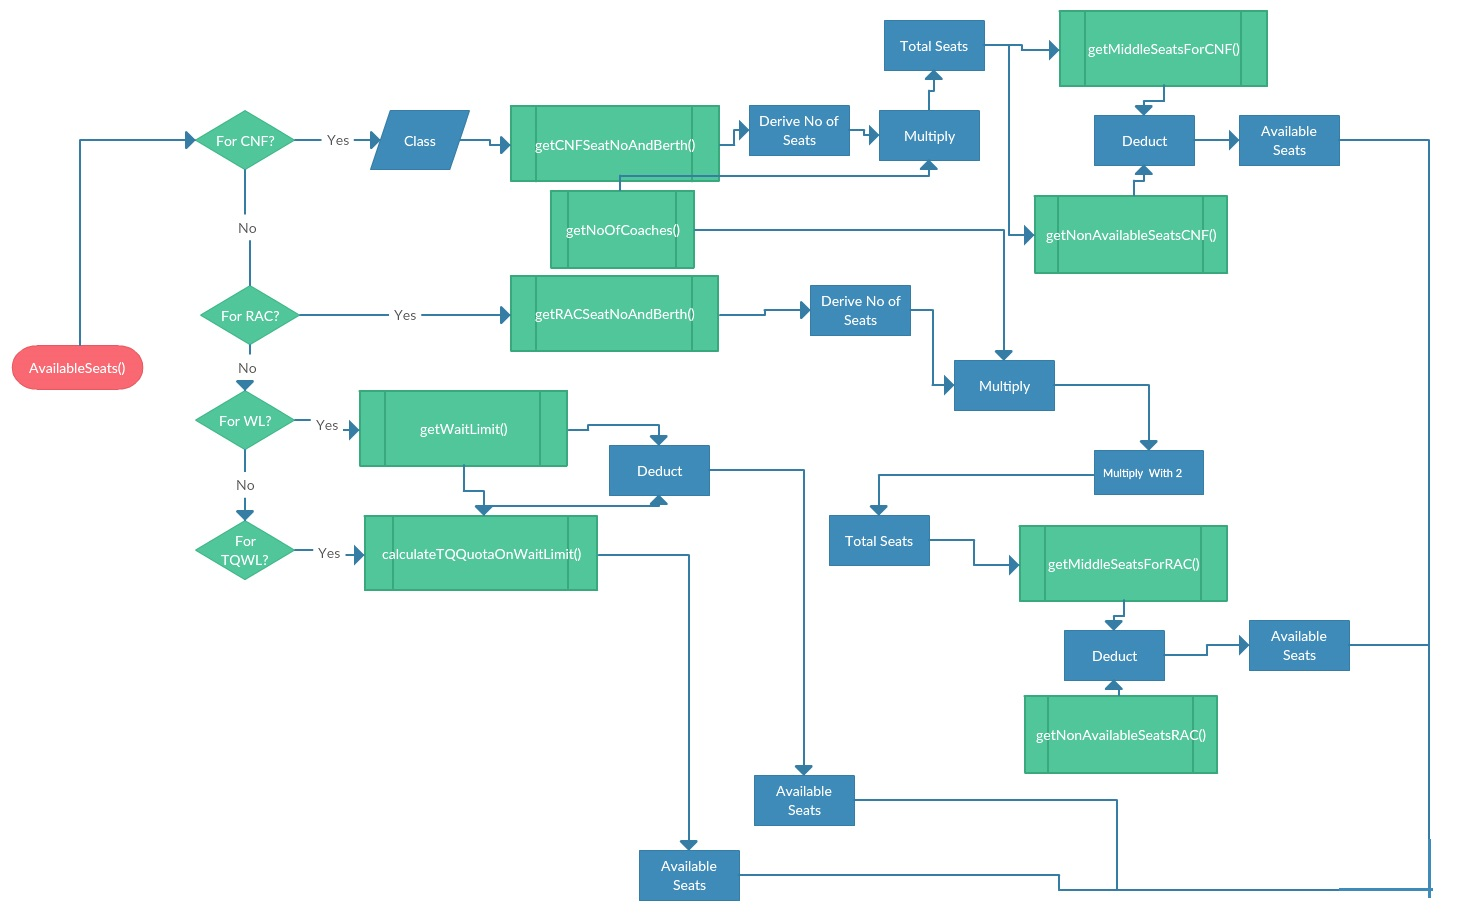 Total Seats
getMiddleSeatsForCNF()
For CNF?
Yes
Class
getCNFSeatNoAndBerth()
Derive No of
Seats
Multiply
Deduct
Available
Seats
No
getNoOfCoaches()
getNonAvailableSeatsCNF()
For RAC?
Yes
getRACSeatNoAndBerth()
Derive No of
Seats
AvailableSeats()
No
Multiply
For WL?
Yes
getWaitLimit()
Deduct
Multiply With 2
No
For
TQWL?
Yes
calculateTQQuotaOnWaitLimit()
Total Seats
getMiddleSeatsForRAC()
Deduct
Available
Seats
getNonAvailableSeatsRAC()
Available
Seats
Available
Seats